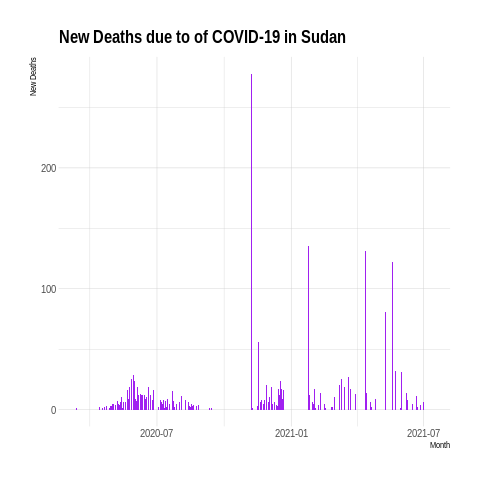 New Deaths due to of COVID-19 in Sudan
New Deaths
200
100
0
2020-07
2021-01
2021-07
Month